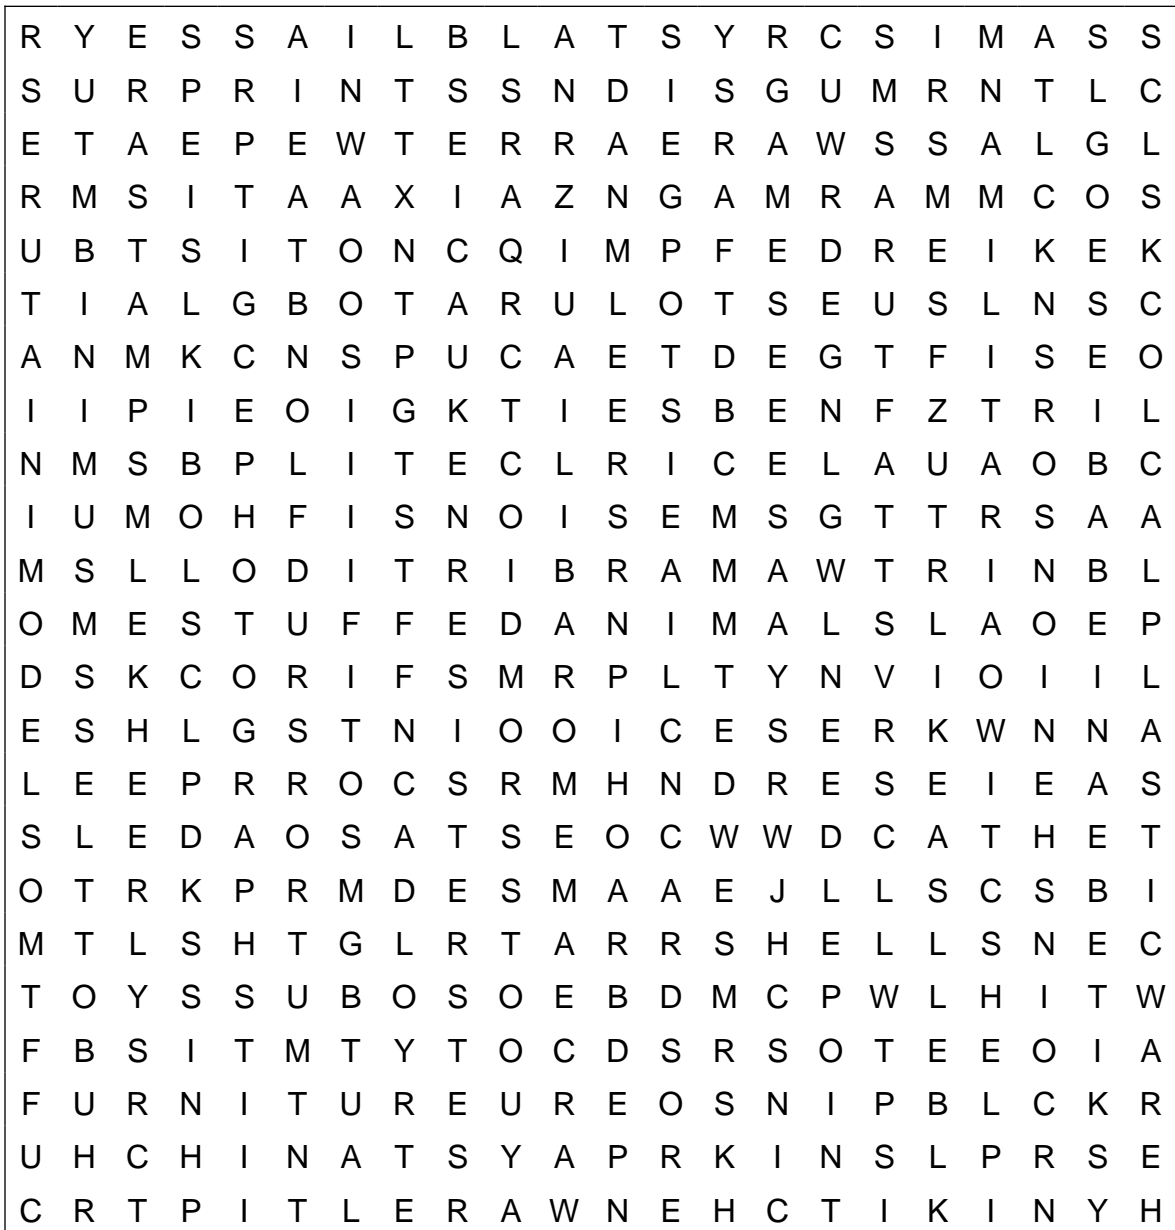 R Y E S S A I L B L A T S Y R C S I M A S S
S U R P R I N T S S N D I S G U M R N T L C
E T A E P E W T E R R A E R A W S S A L G L
R M S I T A A X I A Z N G A M R A M M C O S
U B T S I T O N C Q I M P F E D R E I K E K
T I A L G B O T A R U L O T S E U S L N S C
A N M K C N S P U C A E T D E G T F I S E O
I I P I E O I G K T I E S B E N F Z T R I L
N M S B P L I T E C L R I C E L A U A O B C
I U M O H F I S N O I S E M S G T T R S A A
M S L L O D I T R I B R A M A W T R I N B L
O M E S T U F F E D A N I M A L S L A O E P
D S K C O R I F S M R P L T Y N V I O I I L
E S H L G S T N I O O I C E S E R K W N N A
L E E P R R O C S R M H N D R E S E I E A S
S L E D A O S A T S E O C W W D C A T H E T
O T R K P R M D E S M A A E J L L S C S B I
M T L S H T G L R T A R R S H E L L S N E C
T O Y S S U B O S O E B D M C P W L H I T W
F B S I T M T Y T O C D S R S O T E E O I A
F U R N I T U R E U R E O S N I P B L C K R
U H C H I N A T S Y A P R K I N S L P R S E
C R T P I T L E R A W N E H C T I K I N Y H